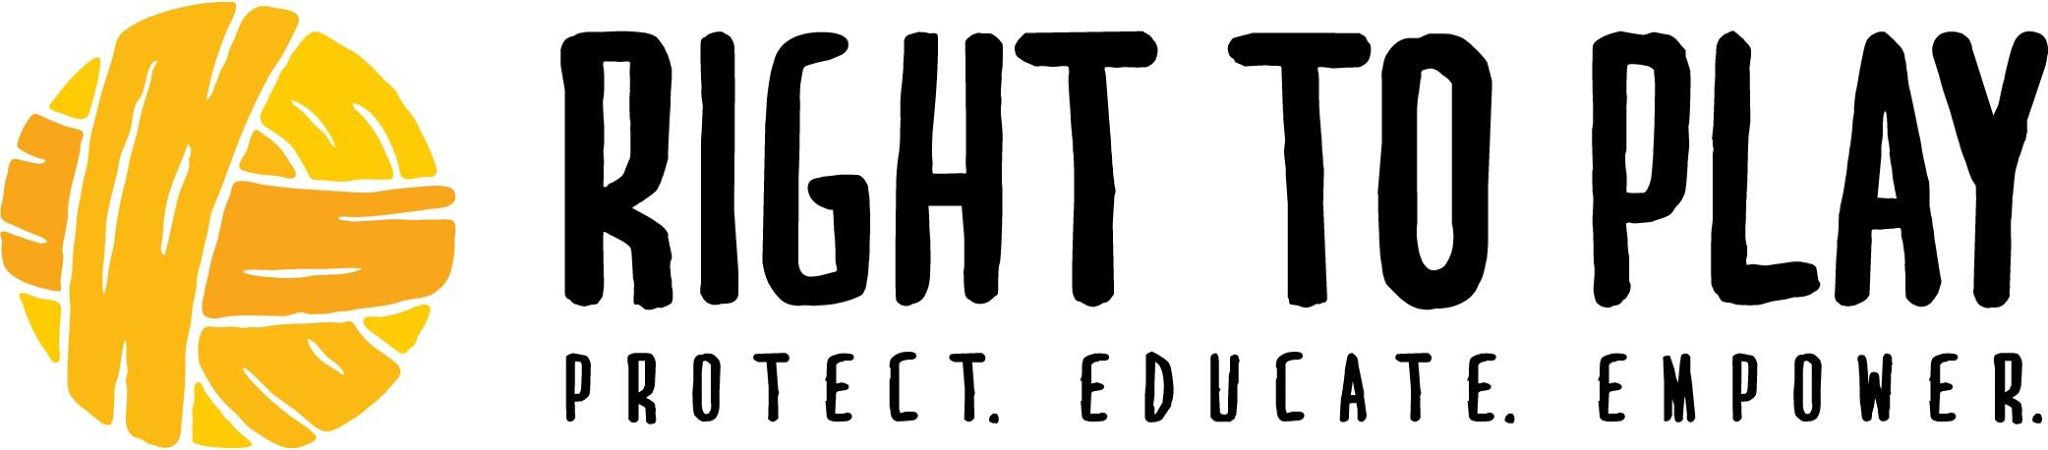 RIGHT TO PLAY
PROTECT. EDUCATE. EMPOWER.